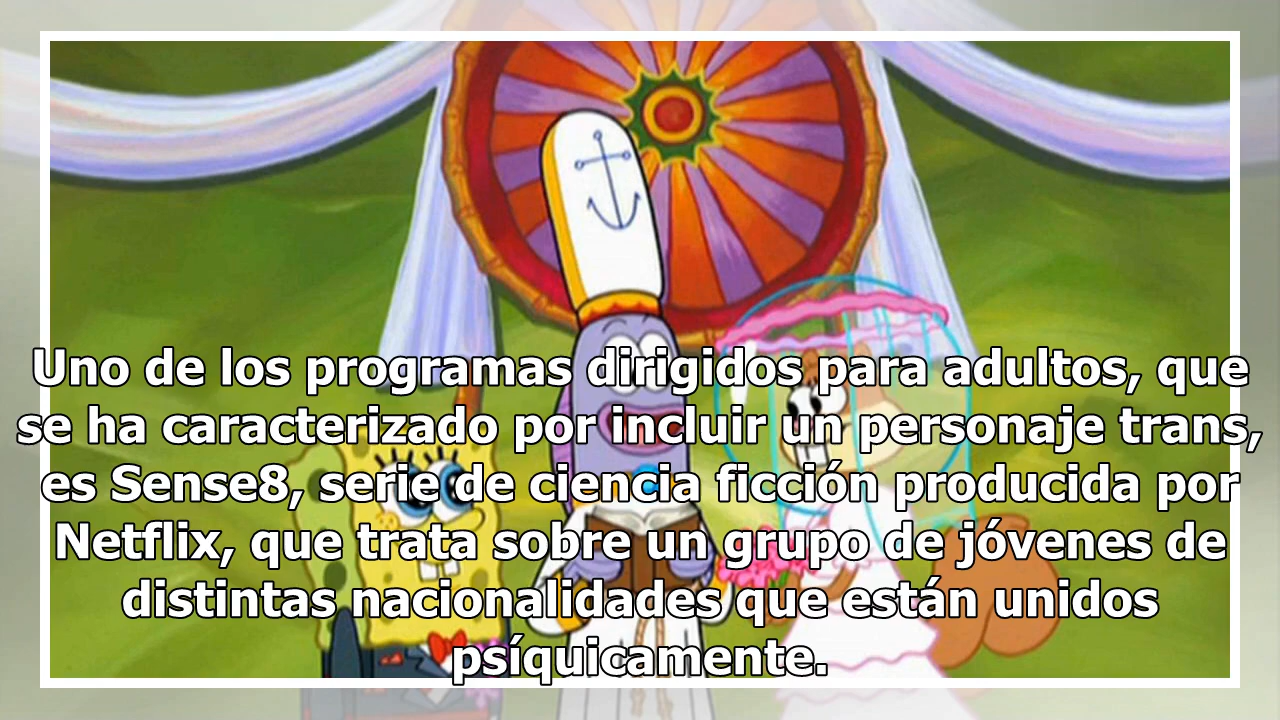 Uno de los programas dirigidos para adultos, que
se ha caracterizado por incluir un personaje trans,
es Sense8, serie de ciencia ficción producida por
Netflix, que trata sobre un grupo de jóvenes de
distintas nacionalidades que están unidos
psíquicamente.